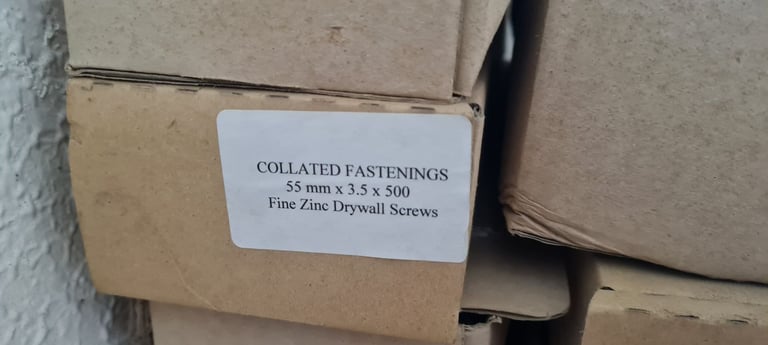 COLLATED FASTENINGS
55 mm x 3.5 x 500
Fine Zinc Drywall Screws